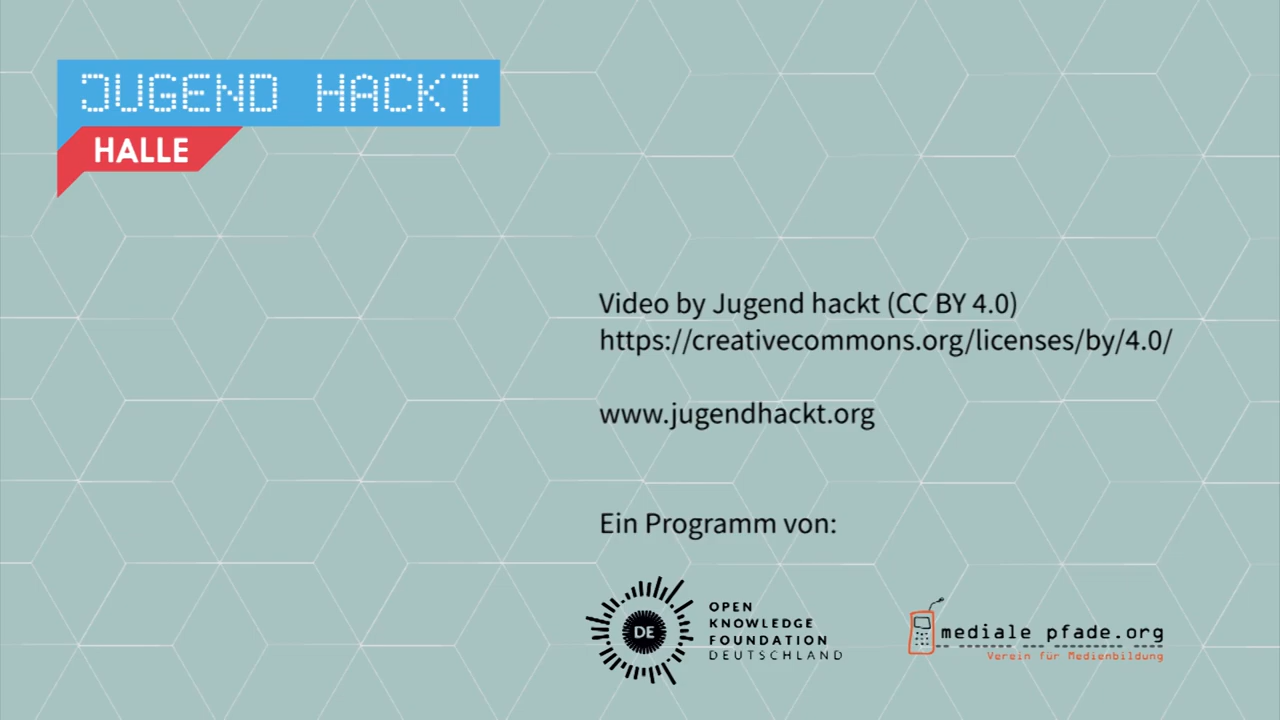 JUGEND HACKT
HALLE
Video by Jugend hackt (CC BY 4.0)
https://creativecommons.org/licenses/by/4.0/
www.jugendhackt.org
Ein Programm von:
DE
OPEN
KNOWLEDGE
FOUNDATION
DEUTSCHLAND
mediale pfade.org
Verein für Medienbildung